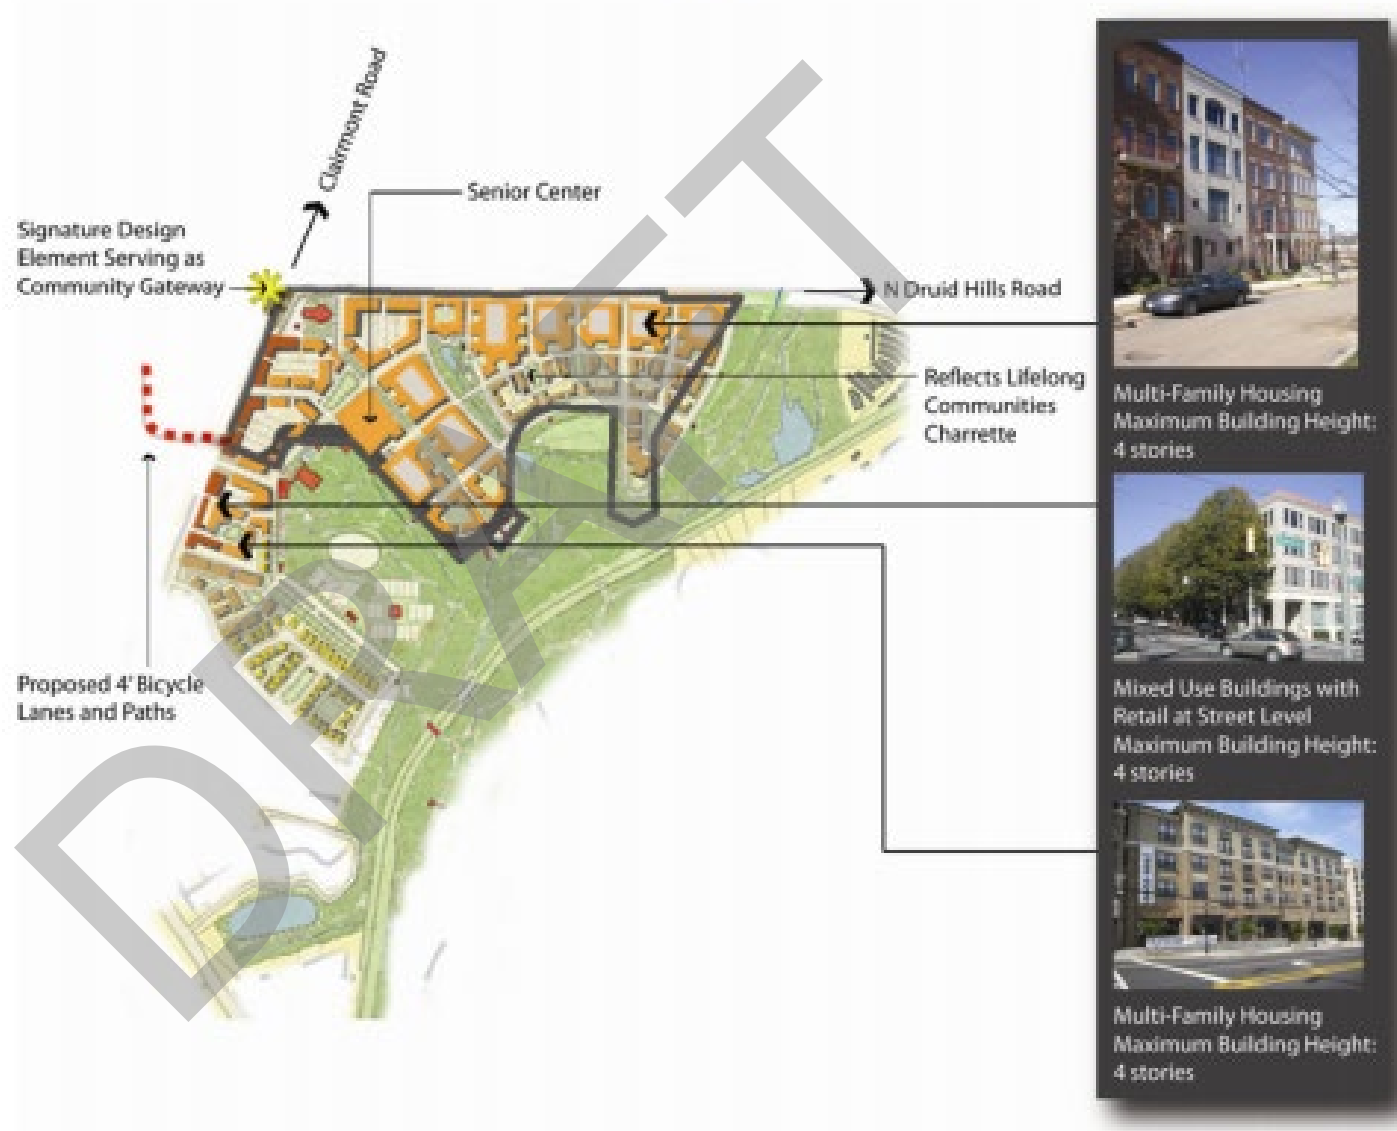 Clairmont Road
Senior Center
Signature Design
Element Serving as
Community Gateway
N Druid Hills Road
Reflects Lifelong
Communities
Charrette
Proposed 4' Bicycle
Lanes and Paths
DRAFT
Multi-Family Housing
Maximum Building Height:
4 stories
Mixed Use Buildings with
Retail at Street Level
Maximum Building Height:
4 stories
Multi-Family Housing
Maximum Building Height:
4 stories